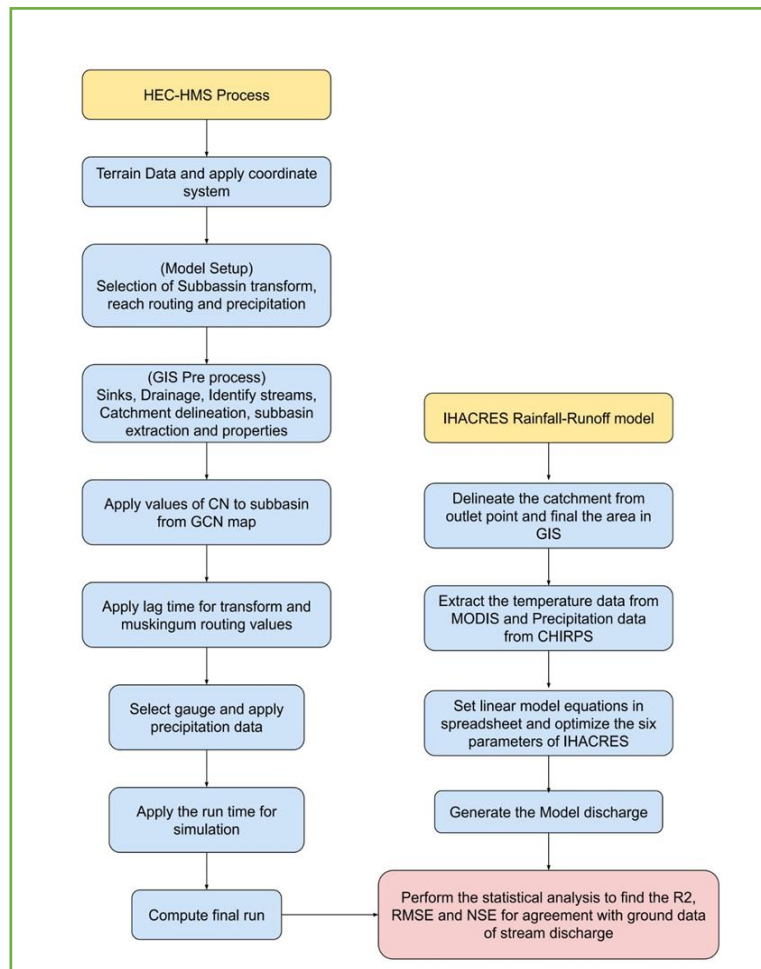 HEC-HMS Process
Terrain Data and apply coordinate
system
(Model Setup)
Selection of Subbassin transform,
reach routing and precipitation
(GIS Pre process)
Sinks, Drainage, Identify streams,
Catchment delineation, subbasin
extraction and properties
Apply values of CN to subbasin
from GCN map
Apply lag time for transform and
muskingum routing values
Select gauge and apply
precipitation data
Apply the run time for
simulation
Compute final run
IHACRES Rainfall-Runoff model
Delineate the catchment from
outlet point and final the area in
GIS
Extract the temperature data from
MODIS and Precipitation data
from CHIRPS
Set linear model equations in
spreadsheet and optimize the six
parameters of IHACRES
Generate the Model discharge
Perform the statistical analysis to find the R2,
RMSE and NSE for agreement with ground data
of stream discharge